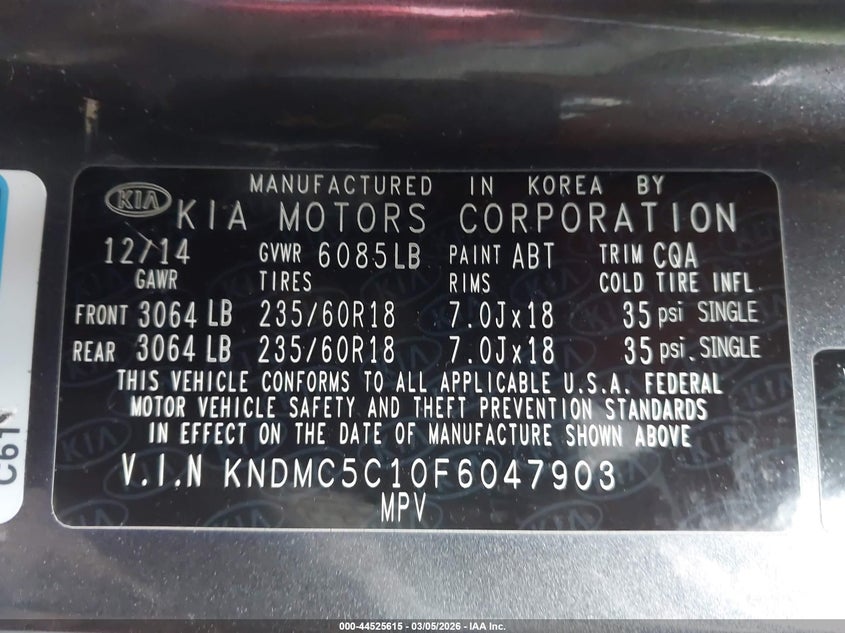 MANUFACTURED IN KOREA BY
KIA KIA MOTORS CORPORATION
12/14 GVWR 6085LB PAINT ABT TRIM CQA
GAWR TIRES RIMS COLD TIRE INFL
FRONT 3064 LB 235/60R18 7.0Jx18 35 psi SINGLE
REAR 3064 LB 235/60R18 7.0Jx18 35 psi. SINGLE
THIS VEHICLE CONFORMS TO ALL APPLICABLE U.S.A. FEDERAL
MOTOR VEHICLE SAFETY AND THEFT PREVENTION STANDARDS
IN EFFECT ON THE DATE OF MANUFACTURE SHOWN ABOVE
V.I.N KNDMC5C10F6047903
MPV
C61
000-44525615 - 03/05/2026 - IAA Inc.